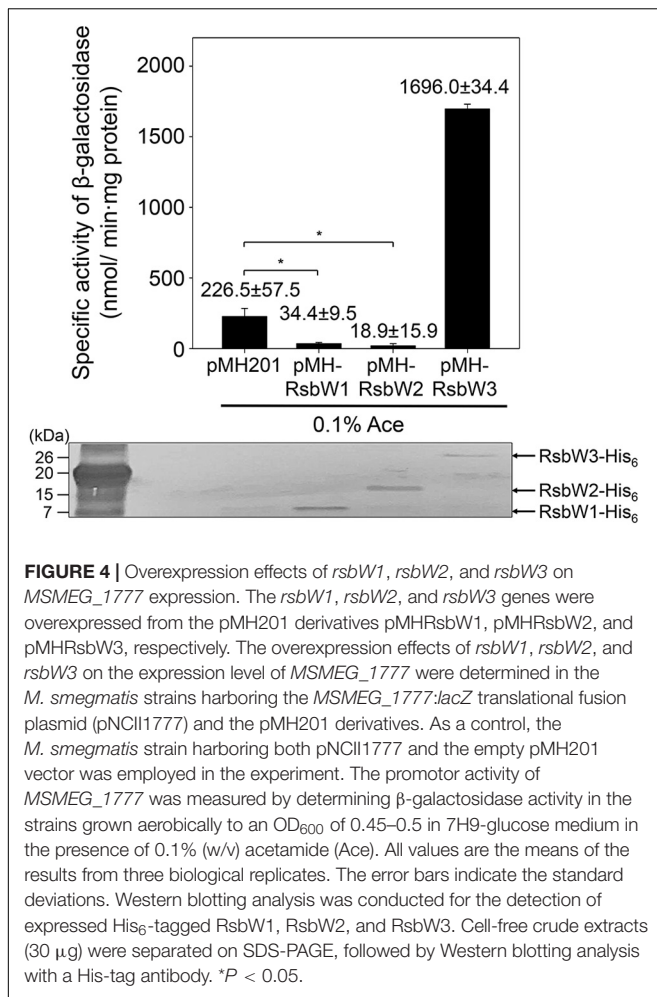 Specific activity of β-galactosidase
(nmol/ min·mg protein)
2000
1500
1000
500
0
226.5±57.5
34.4±9.5
18.9±15.9
1696.0±34.4
*
*
pMH201
pMH-
RsbW1
pMH-
RsbW2
pMH-
RsbW3
0.1% Ace
(kDa)
26
20
15
7
RsbW3-His₆
RsbW2-His₆
RsbW1-His₆
FIGURE 4 | Overexpression effects of rsbW1, rsbW2, and rsbW3 on
MSMEG_1777 expression. The rsbW1, rsbW2, and rsbW3 genes were
overexpressed from the pMH201 derivatives pMHRsbW1, pMHRsbW2, and
pMHRsbW3, respectively. The overexpression effects of rsbW1, rsbW2, and
rsbW3 on the expression level of MSMEG_1777 were determined in the
M. smegmatis strains harboring the MSMEG_1777:lacZ translational fusion
plasmid (pNCII1777) and the pMH201 derivatives. As a control, the
M. smegmatis strain harboring both pNCII1777 and the empty pMH201
vector was employed in the experiment. The promotor activity of
MSMEG_1777 was measured by determining β-galactosidase activity in the
strains grown aerobically to an OD₆₀₀ of 0.45–0.5 in 7H9-glucose medium in
the presence of 0.1% (w/v) acetamide (Ace). All values are the means of the
results from three biological replicates. The error bars indicate the standard
deviations. Western blotting analysis was conducted for the detection of
expressed His₆-tagged RsbW1, RsbW2, and RsbW3. Cell-free crude extracts
(30 μg) were separated on SDS-PAGE, followed by Western blotting analysis
with a His-tag antibody. *P < 0.05.